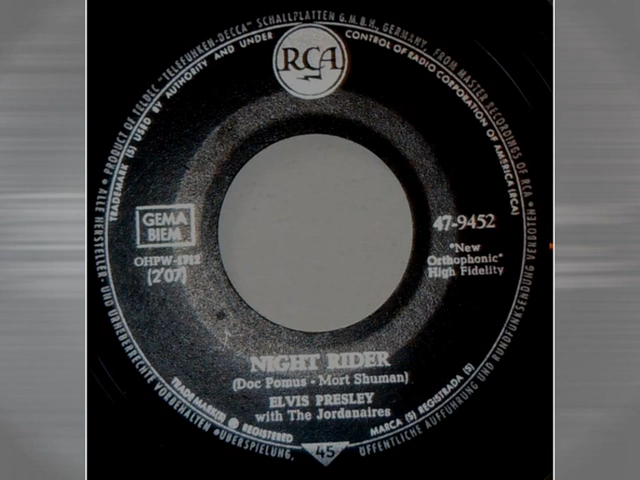 PRODUCT OF TELDEC "TELEFUNKEN-DECCA" SCHALLPLATTEN G.M.B.H., GERMANY, FROM MASTER RECORDINGS OF RCA
TRADEMARK (S) USED BY AUTHORITY AND UNDER CONTROL OF RADIO CORPORATION OF AMERICA (RCA)
RCA
GEMA
BIEM
OHPW-1712
(2'07)
47-9452
"New
Orthophonic"
High Fidelity
NIGHT RIDER
(Doc Pomus - Mort Shuman)
ELVIS PRESLEY
with The Jordanaires
TRADEMARK(S) ® REGISTERED
MARCA (S) REGISTRADA (S)
45
• ALLE HERSTELLER- UND URHEBERRECHTE VORBEHALTEN • ÜBERSPIELUNG, ÖFFENTLICHE AUFFÜHRUNG UND RUNDFUNKSENDUNG VERBOTEN •